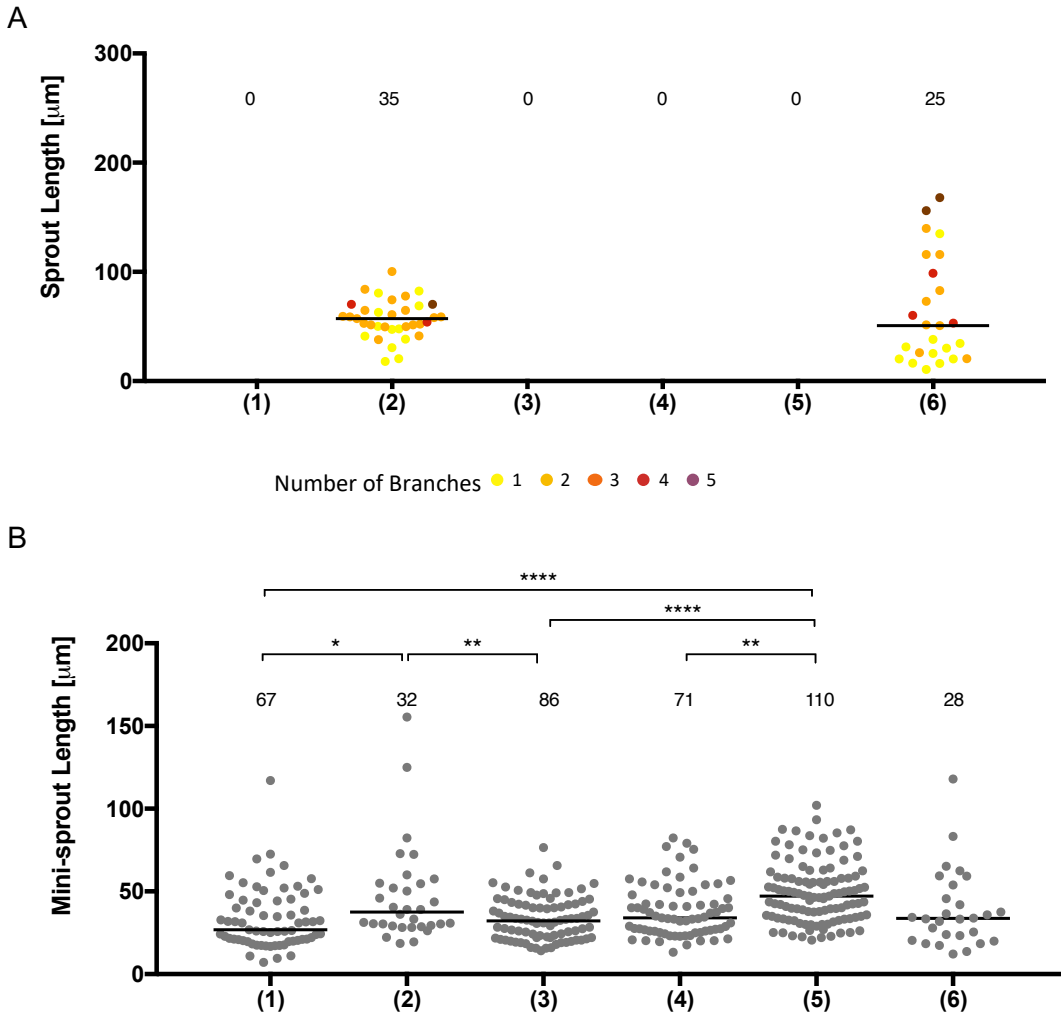 A
Sprout Length [µm]
300
200
100
0
0 35 0 0 0 25
(1) (2) (3) (4) (5) (6)
Number of Branches 1 2 3 4 5
B
Mini-sprout Length [µm]
200
150
100
50
0
****
****
* ** **
67 32 86 71 110 28
(1) (2) (3) (4) (5) (6)